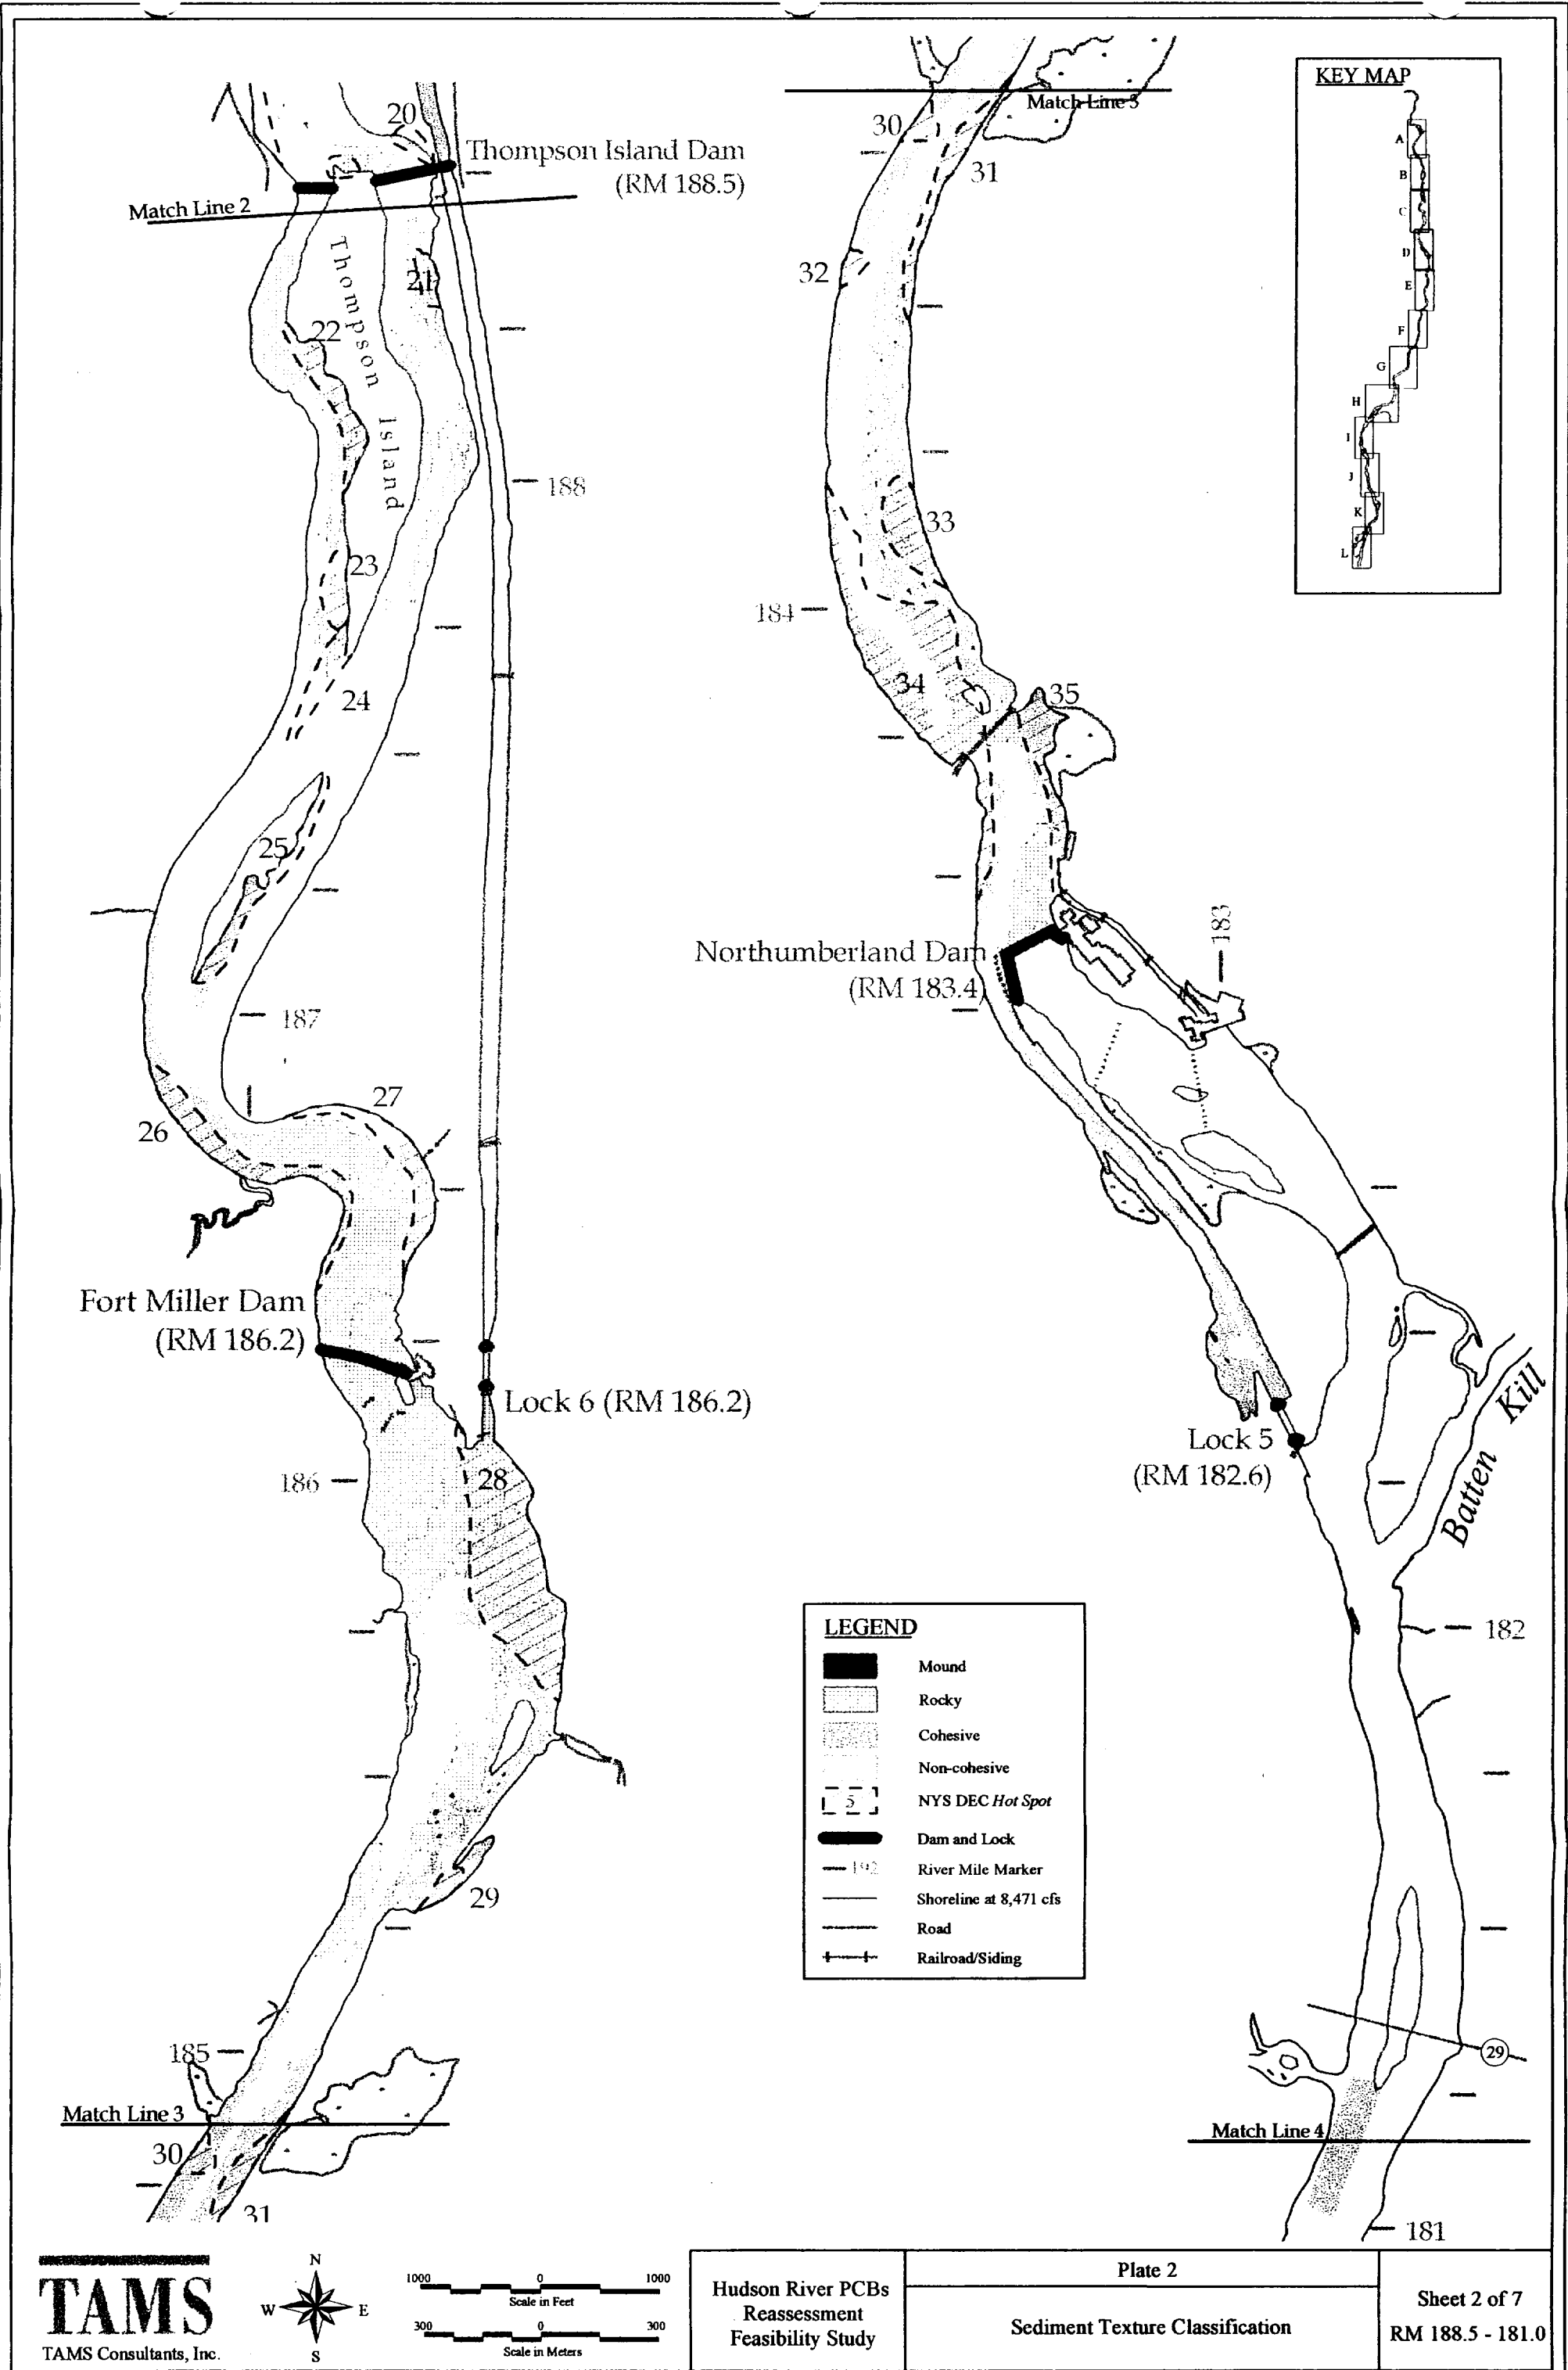 20
Thompson Island Dam
(RM 188.5)
Match Line 2
Thompson Island
21
22
188
23
24
25
187
27
26
Fort Miller Dam
(RM 186.2)
Lock 6 (RM 186.2)
28
186
29
185
Match Line 3
30
31
Match Line 3
30
31
32
33
184
34
35
183
Northumberland Dam
(RM 183.4)
Lock 5
(RM 182.6)
Batten Kill
182
29
Match Line 4
181
KEY MAP
A
B
C
D
E
F
G
H
I
J
K
L
LEGEND
Mound
Rocky
Cohesive
Non-cohesive
5 NYS DEC Hot Spot
Dam and Lock
192 River Mile Marker
Shoreline at 8,471 cfs
Road
Railroad/Siding
TAMS
TAMS Consultants, Inc.
N
W E
S
1000 0 1000
Scale in Feet
300 0 300
Scale in Meters
Hudson River PCBs
Reassessment
Feasibility Study
Plate 2
Sediment Texture Classification
Sheet 2 of 7
RM 188.5 - 181.0